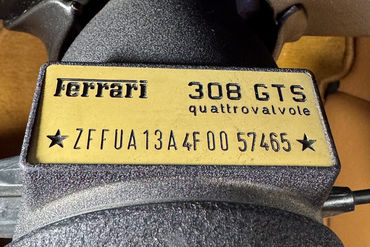 Ferrari 308 GTS
quattrovalvole
★ZFFUA13A4F0057465★